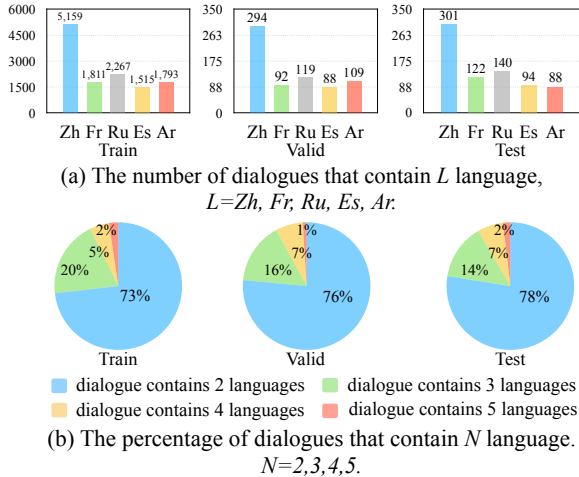 6000 4500 3000 1500 0
5,159 1,811 2,267 1,515 1,793
Zh Fr Ru Es Ar
Train
350 263 175 88 0
294 92 119 88 109
Zh Fr Ru Es Ar
Valid
350 263 175 88 0
301 122 140 94 88
Zh Fr Ru Es Ar
Test
(a) The number of dialogues that contain L language,
L=Zh, Fr, Ru, Es, Ar.
2% 5% 20% 73%
Train
1% 7% 16% 76%
Valid
2% 7% 14% 78%
Test
dialogue contains 2 languages
dialogue contains 3 languages
dialogue contains 4 languages
dialogue contains 5 languages
(b) The percentage of dialogues that contain N language.
N=2,3,4,5.